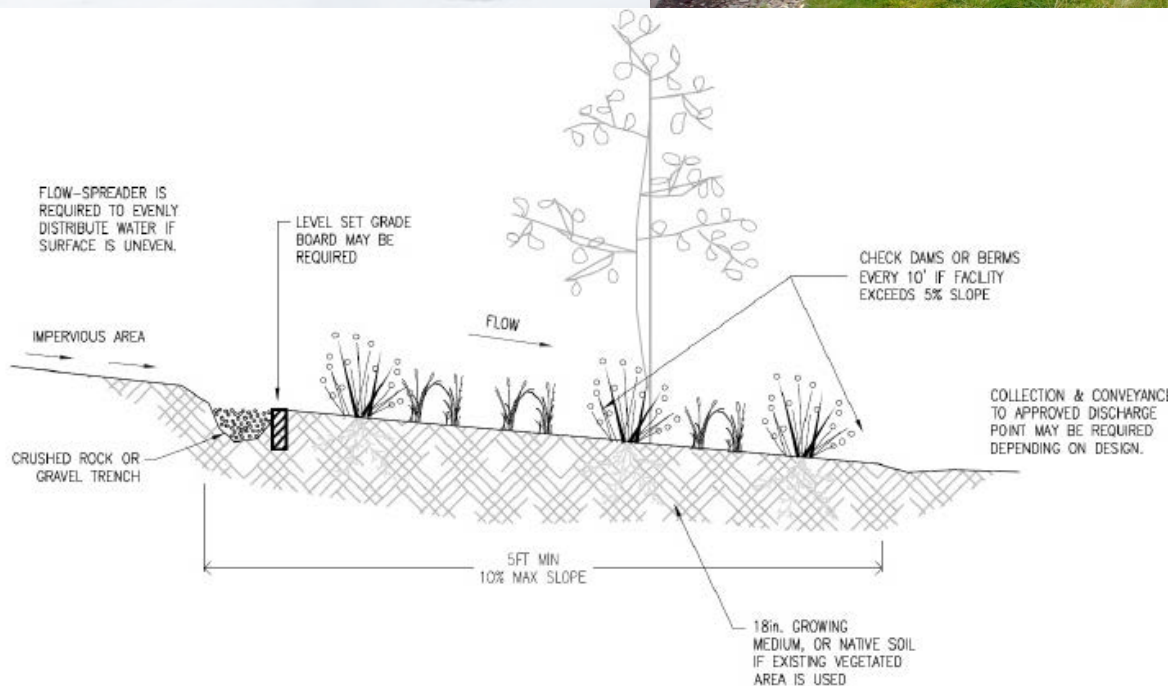 FLOW-SPREADER IS
REQUIRED TO EVENLY
DISTRIBUTE WATER IF
SURFACE IS UNEVEN.
LEVEL SET GRADE
BOARD MAY BE
REQUIRED
CHECK DAMS OR BERMS
EVERY 10' IF FACILITY
EXCEEDS 5% SLOPE
IMPERVIOUS AREA
FLOW
COLLECTION & CONVEYANCE
TO APPROVED DISCHARGE
POINT MAY BE REQUIRED
DEPENDING ON DESIGN.
CRUSHED ROCK OR
GRAVEL TRENCH
5FT MIN
10% MAX SLOPE
18in. GROWING
MEDIUM, OR NATIVE SOIL
IF EXISTING VEGETATED
AREA IS USED